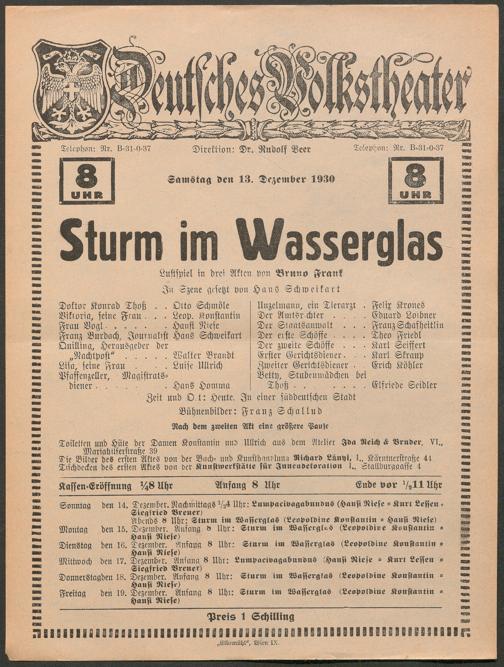 Deutsches Volkstheater
Telephon: Nr. B-31-0-37 Direktion: Dr. Rudolf Beer Telephon: Nr. B-31-0-37
8 UHR
Samstag den 13. Dezember 1930
8 UHR
Sturm im Wasserglas
Lustspiel in drei Akten von Bruno Frank
In Szene gesetzt von Hans Schweikart
Doktor Konrad Thoß . . Otto Schmöle
Viktoria, seine Frau . . . Leop. Konstantin
Frau Vogl . . . . . Hansi Niese
Franz Burdach, Journalist Hans Schweikart
Quilling, Herausgeber der
„Nachtpost" . . . . Walter Brandt
Lisa, seine Frau . . . . Luise Ullrich
Pfaffenzeller, Magistrats-
diener . . . . . Hans Homma
Unzelmann, ein Tierarzt . Felix Krones
Der Amtsrichter . . . Eduard Loibner
Der Staatsanwalt . . . Franz Schafheitlin
Der erste Schöffe . . . Theo Friedl
Der zweite Schöffe . . . Karl Seiffert
Erster Gerichtsdiener . . Karl Skraup
Zweiter Gerichtsdiener . Erich Köhler
Betty, Stubenmädchen bei
Thoß . . . . . Elfriede Seidler
Zeit und Ort: Heute. In einer süddeutschen Stadt
Bühnenbilder: Franz Schallud
Nach dem zweiten Akt eine größere Pause
Toiletten und Hüte der Damen Konstantin und Ullrich aus dem Atelier Ida Reich & Bruder, VI.,
Mariahilferstraße 39
Die Bilder des ersten Aktes von der Buch- und Kunsthandlung Richard Lányi, I., Kärntnerstraße 44
Tischdecken des ersten Aktes von der Kunstwerkstätte für Innendekoration I., Stallburggasse 4
Kassen-Eröffnung ½8 Uhr Anfang 8 Uhr Ende vor ½11 Uhr
Sonntag den 14. Dezember. Nachmittags ½4 Uhr: Lumpacivagabundus (Hansi Niese = Kurt Lessen =
Siegfried Breuer)
Abends 8 Uhr: Sturm im Wasserglas (Leopoldine Konstantin = Hansi Niese)
Montag den 15. Dezember. Anfang 8 Uhr: Sturm im Wasserglas (Leopoldine Konstantin =
Hansi Niese)
Dienstag den 16. Dezember. Anfang 8 Uhr: Sturm im Wasserglas (Leopoldine Konstantin =
Hansi Niese)
Mittwoch den 17. Dezember. Anfang 8 Uhr: Lumpacivagabundus (Hansi Niese = Kurt Lessen =
Siegfried Breuer)
Donnerstag den 18. Dezember. Anfang 8 Uhr: Sturm im Wasserglas (Leopoldine Konstantin =
Hansi Niese)
Freitag den 19. Dezember. Anfang 8 Uhr: Sturm im Wasserglas (Leopoldine Konstantin =
Hansi Niese)
Preis 1 Schilling
Wien IX.